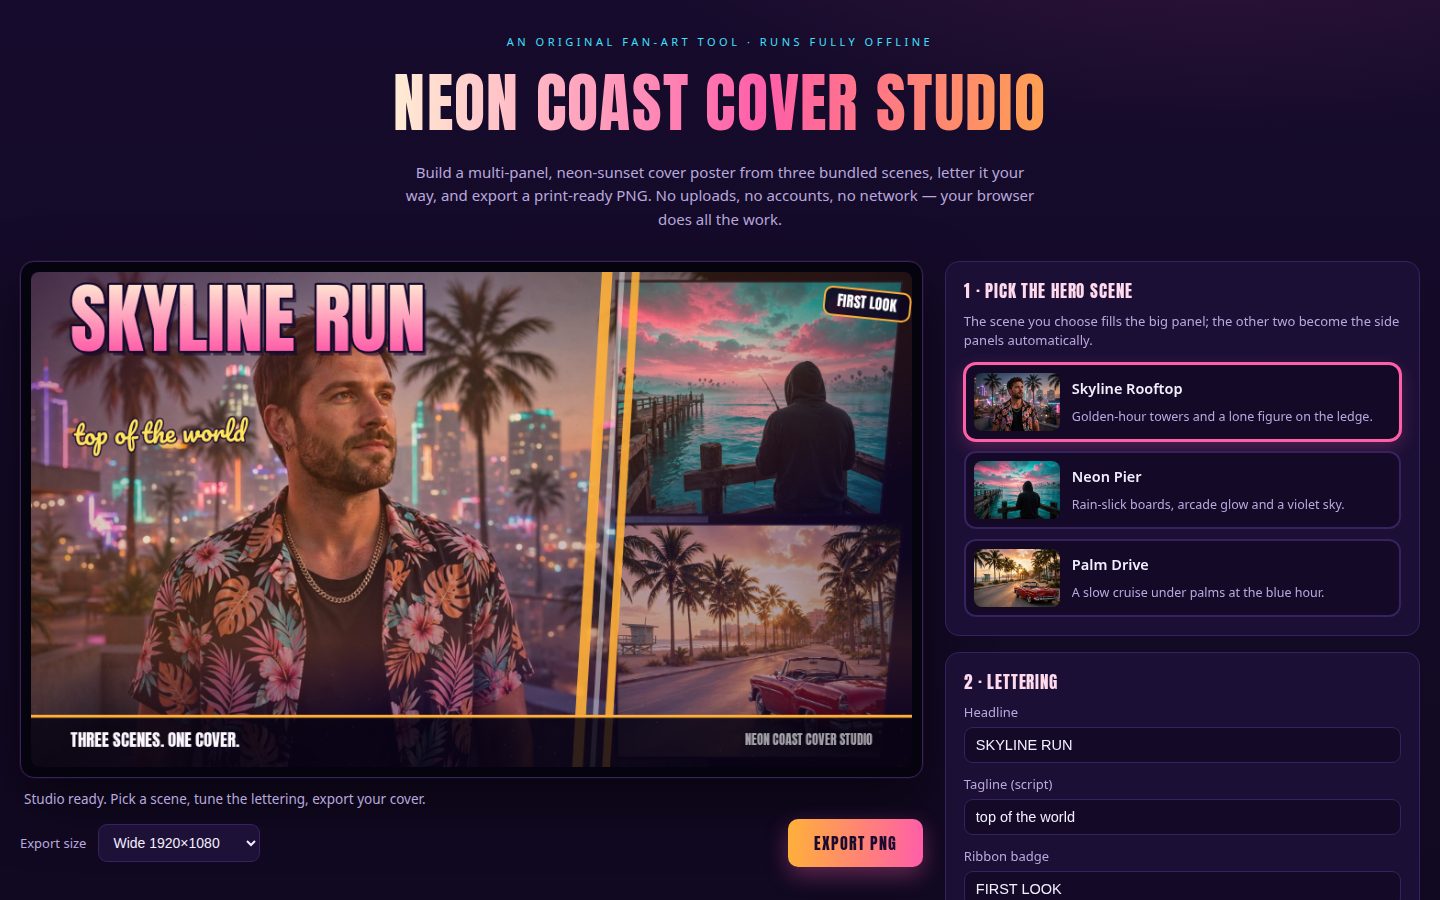 AN ORIGINAL FAN-ART TOOL · RUNS FULLY OFFLINE
NEON COAST COVER STUDIO
Build a multi-panel, neon-sunset cover poster from three bundled scenes, letter it your
way, and export a print-ready PNG. No uploads, no accounts, no network — your browser
does all the work.
SKYLINE RUN
FIRST LOOK
top of the world
THREE SCENES. ONE COVER.
NEON COAST COVER STUDIO
Studio ready. Pick a scene, tune the lettering, export your cover.
Export size
Wide 1920×1080
EXPORT PNG
1 · PICK THE HERO SCENE
The scene you choose fills the big panel; the other two become the side
panels automatically.
Skyline Rooftop
Golden-hour towers and a lone figure on the ledge.
Neon Pier
Rain-slick boards, arcade glow and a violet sky.
Palm Drive
A slow cruise under palms at the blue hour.
2 · LETTERING
Headline
SKYLINE RUN
Tagline (script)
top of the world
Ribbon badge
FIRST LOOK